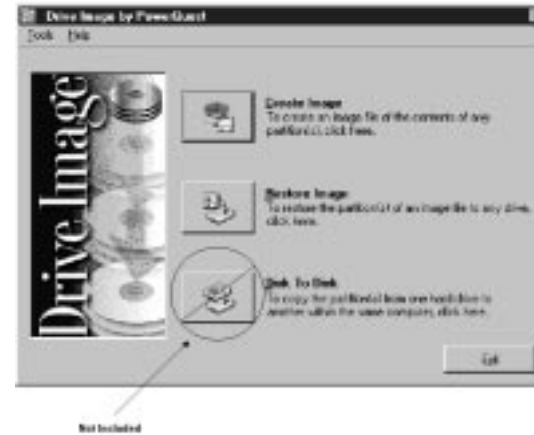 Drive Image by PowerQuest
Tools Help
Drive Image
Create Image
To create an image file of the contents of any
partition(s), click here.
Restore Image
To restore the partition(s) of an image file to any drive,
click here.
Disk To Disk
To copy the partition(s) from one hard drive to
another within the same computer, click here.
Exit
Not Included